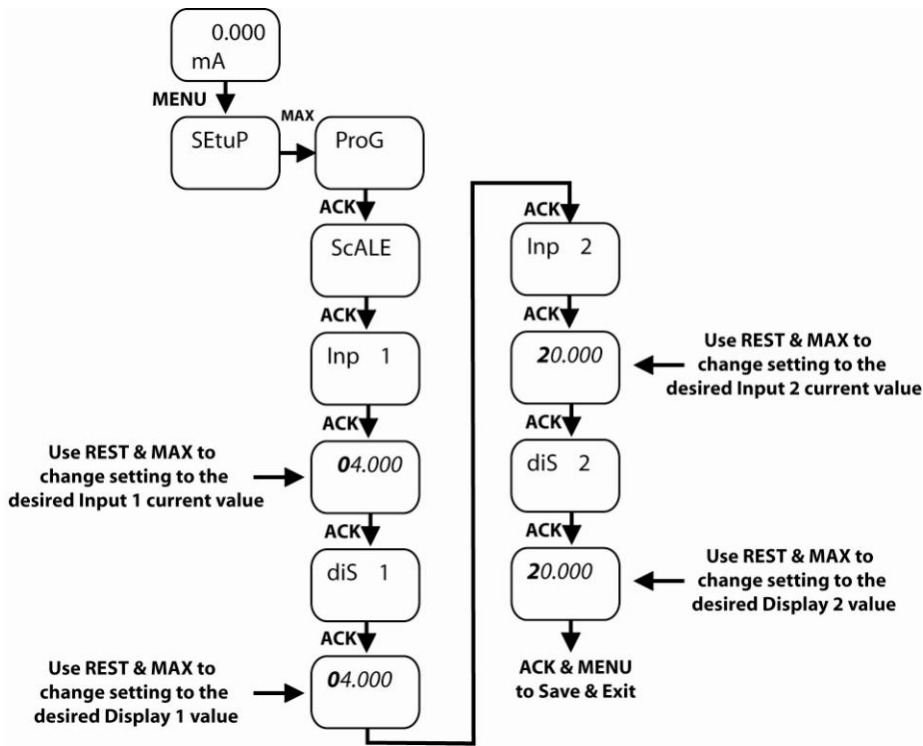 0.000
mA
MENU
SEtuP
MAX
ProG
ACK
ScALE
ACK
Inp 1
ACK
Use REST & MAX to
change setting to the
desired Input 1 current value
04.000
ACK
diS 1
ACK
Use REST & MAX to
change setting to the
desired Display 1 value
04.000
ACK
Inp 2
ACK
20.000
Use REST & MAX to
change setting to the
desired Input 2 current value
ACK
diS 2
ACK
20.000
Use REST & MAX to
change setting to the
desired Display 2 value
ACK & MENU
to Save & Exit